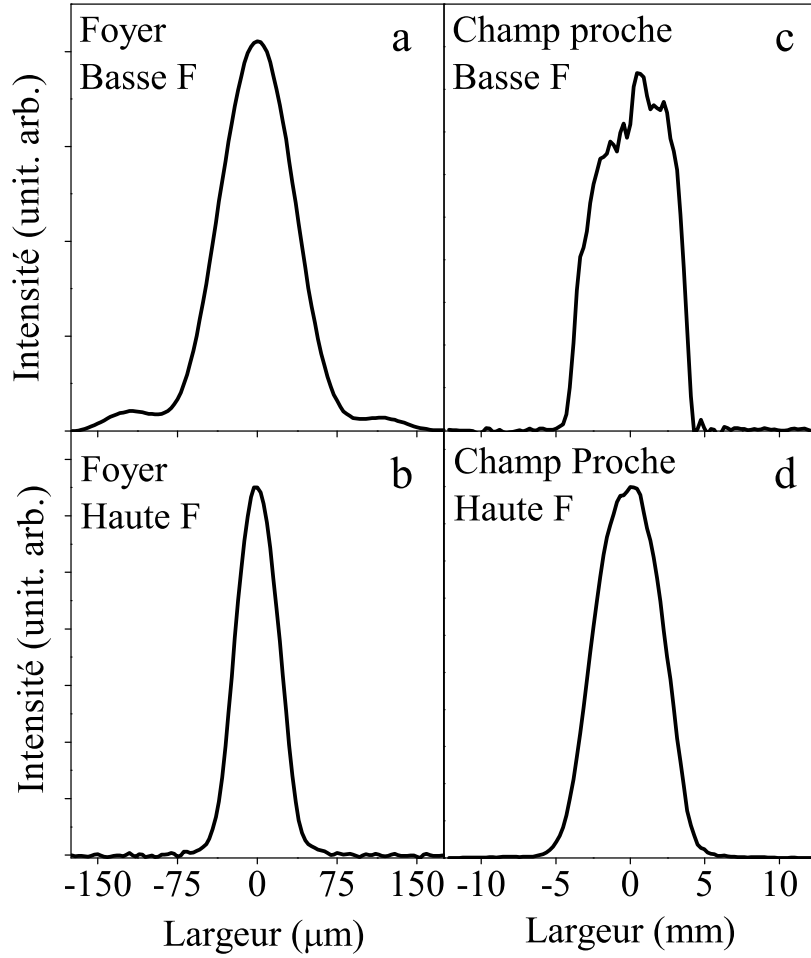 Foyer
Basse F
a
Champ proche
Basse F
c
Intensité (unit. arb.)
Foyer
Haute F
b
Champ Proche
Haute F
d
Intensité (unit. arb.)
-150 -75 0 75 150
-10 -5 0 5 10
Largeur (μm)
Largeur (mm)